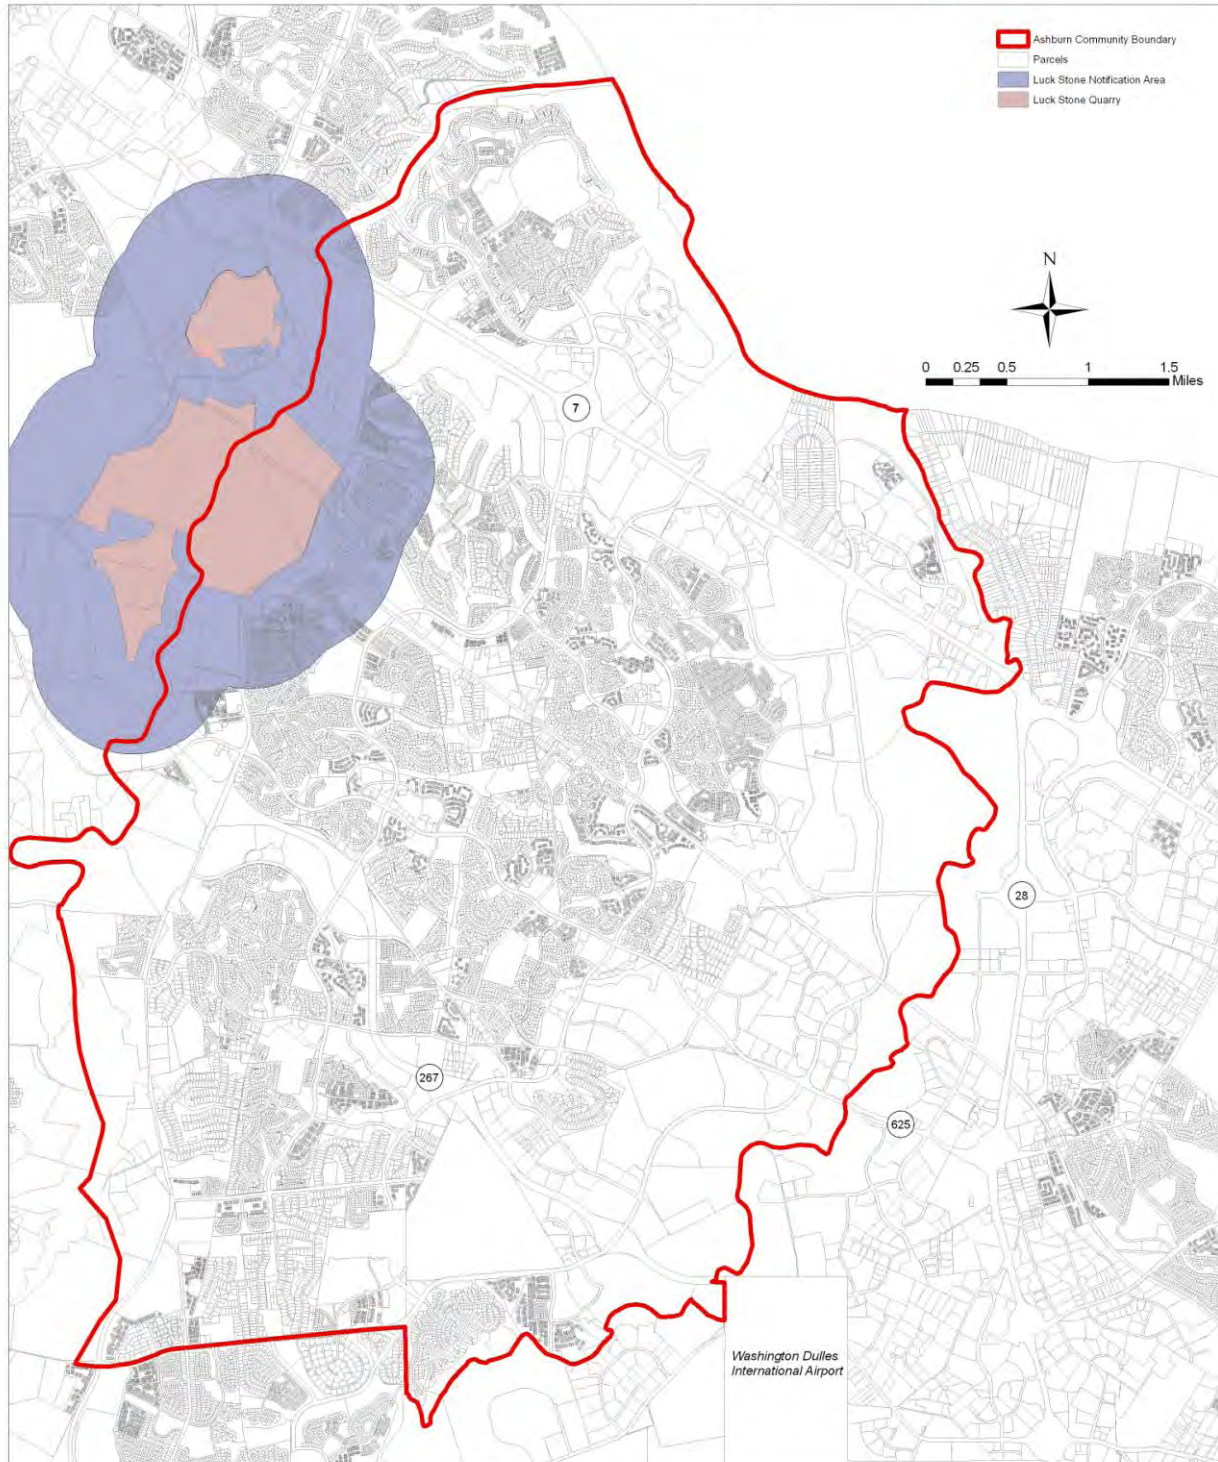 Ashburn Community Boundary
Parcels
Luck Stone Notification Area
Luck Stone Quarry
N
0 0.25 0.5 1 1.5
Miles
7
28
267
625
Washington Dulles
International Airport